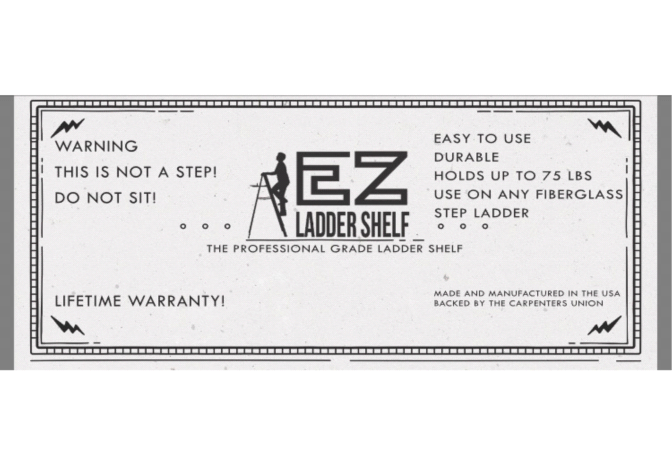 WARNING
THIS IS NOT A STEP!
DO NOT SIT!
LIFETIME WARRANTY!
EZ
LADDER SHELF
THE PROFESSIONAL GRADE LADDER SHELF
EASY TO USE
DURABLE
HOLDS UP TO 75 LBS
USE ON ANY FIBERGLASS
STEP LADDER
MADE AND MANUFACTURED IN THE USA
BACKED BY THE CARPENTERS UNION